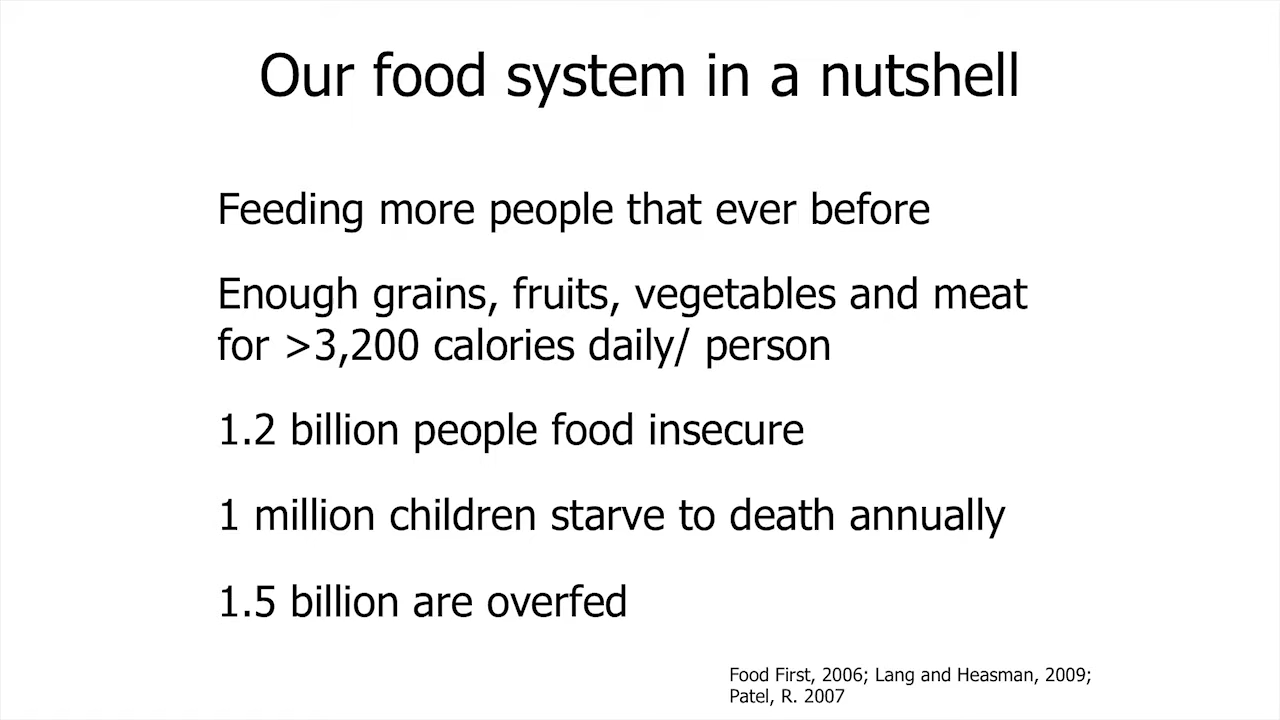 Our food system in a nutshell
Feeding more people that ever before
Enough grains, fruits, vegetables and meat
for >3,200 calories daily/ person
1.2 billion people food insecure
1 million children starve to death annually
1.5 billion are overfed
Food First, 2006; Lang and Heasman, 2009;
Patel, R. 2007